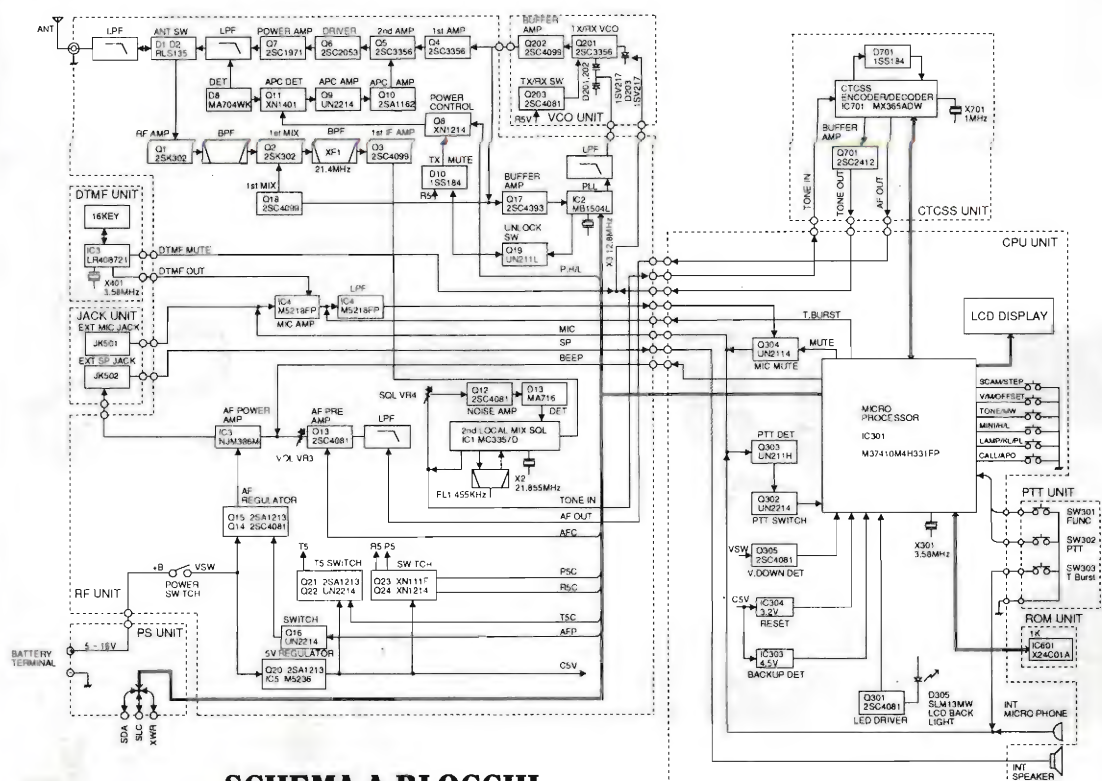 ANT
LPF
ANT SW
D1 D2
RLS135
LPF
POWER AMP
Q7
2SC1971
DRIVER
Q6
2SC2053
2nd AMP
Q5
2SC3356
1st AMP
Q4
2SC3356
BUFFER
AMP
Q202
2SC4099
TX/RX VCO
Q201
2SC3356
TX/RX SW
Q203
2SC4081
R5V
D201,202
D203
1SV217
1SV217
VCO UNIT
DET
D8
MA704WK
APC DET
Q11
XN1401
APC AMP
Q9
UN2214
APC AMP
Q10
2SA1162
POWER
CONTROL
Q8
XN1214
RF AMP
Q1
2SK302
BPF
1st MIX
Q2
2SK302
BPF
XF1
21.4MHz
1st IF AMP
Q3
2SC4099
TX MUTE
D10
1SS184
R5
1st MIX
Q18
2SC4099
BUFFER
AMP
Q17
2SC4393
LPF
PLL
IC2
MB1504L
UNLOCK
SW
Q19
UN211L
X3 12.8MHz
D701
1SS184
CTCSS
ENCODER/DECODER
IC701 MX365ADW
X701
1MHz
BUFFER
AMP
Q701
2SC2412
TONE IN
TONE OUT
AF OUT
CTCSS UNIT
DTMF UNIT
16KEY
IC3
LR408721
X401
3.58MHz
DTMF MUTE
DTMF OUT
P.H/L
CPU UNIT
JACK UNIT
EXT MIC JACK
JK501
EXT SP JACK
JK502
IC4
M5218FP
MIC AMP
LPF
IC4
M5218FP
MIC
SP
BEEP
T.BURST
Q304
UN2114
MIC MUTE
MUTE
LCD DISPLAY
SQL VR4
Q12
2SC4081
NOISE AMP
Q13
MA716
DET
2nd LOCAL MIX SQL
IC1 MC3357D
FL1 455KHz
X2
21.855MHz
AF POWER
AMP
IC3
NJM386M
VOL VR3
AF PRE
AMP
Q13
2SC4081
LPF
TONE IN
AF OUT
AFC
MICRO
PROCESSOR
IC301
M37410M4H331FP
SCAM/STEP
V/M/OFFSET
TONE/MW
MINI/H/L
LAMP/KL/PL
CALL/APO
PTT DET
Q303
UN211H
Q302
UN2214
PTT SWITCH
X301
3.58MHz
VSW
Q305
2SC4081
V.DOWN DET
C5V
IC304
3.2V
RESET
IC303
4.5V
BACKUP DET
Q301
2SC4081
LED DRIVER
D305
SLM13MW
LCD BACK
LIGHT
PTT UNIT
SW301
FUNC
SW302
PTT
SW303
T Burst
ROM UNIT
1K
IC601
X24C01A
INT
MICRO PHONE
INT
SPEAKER
AF
REGULATOR
Q15 2SA1213
Q14 2SC4081
T5
T5 SWITCH
Q21 2SA1213
Q22 UN2214
R5 P5
SWITCH
Q23 XN111F
Q24 XN1214
P5C
R5C
T5C
AFP
+B
VSW
POWER
SWITCH
RF UNIT
PS UNIT
5 - 16V
BATTERY
TERMINAL
SWITCH
Q16
UN2214
5V REGULATOR
Q20 2SA1213
IC5 M5236
C5V
SDA
SLC
XWR
SCHEMA A BLOCCHI